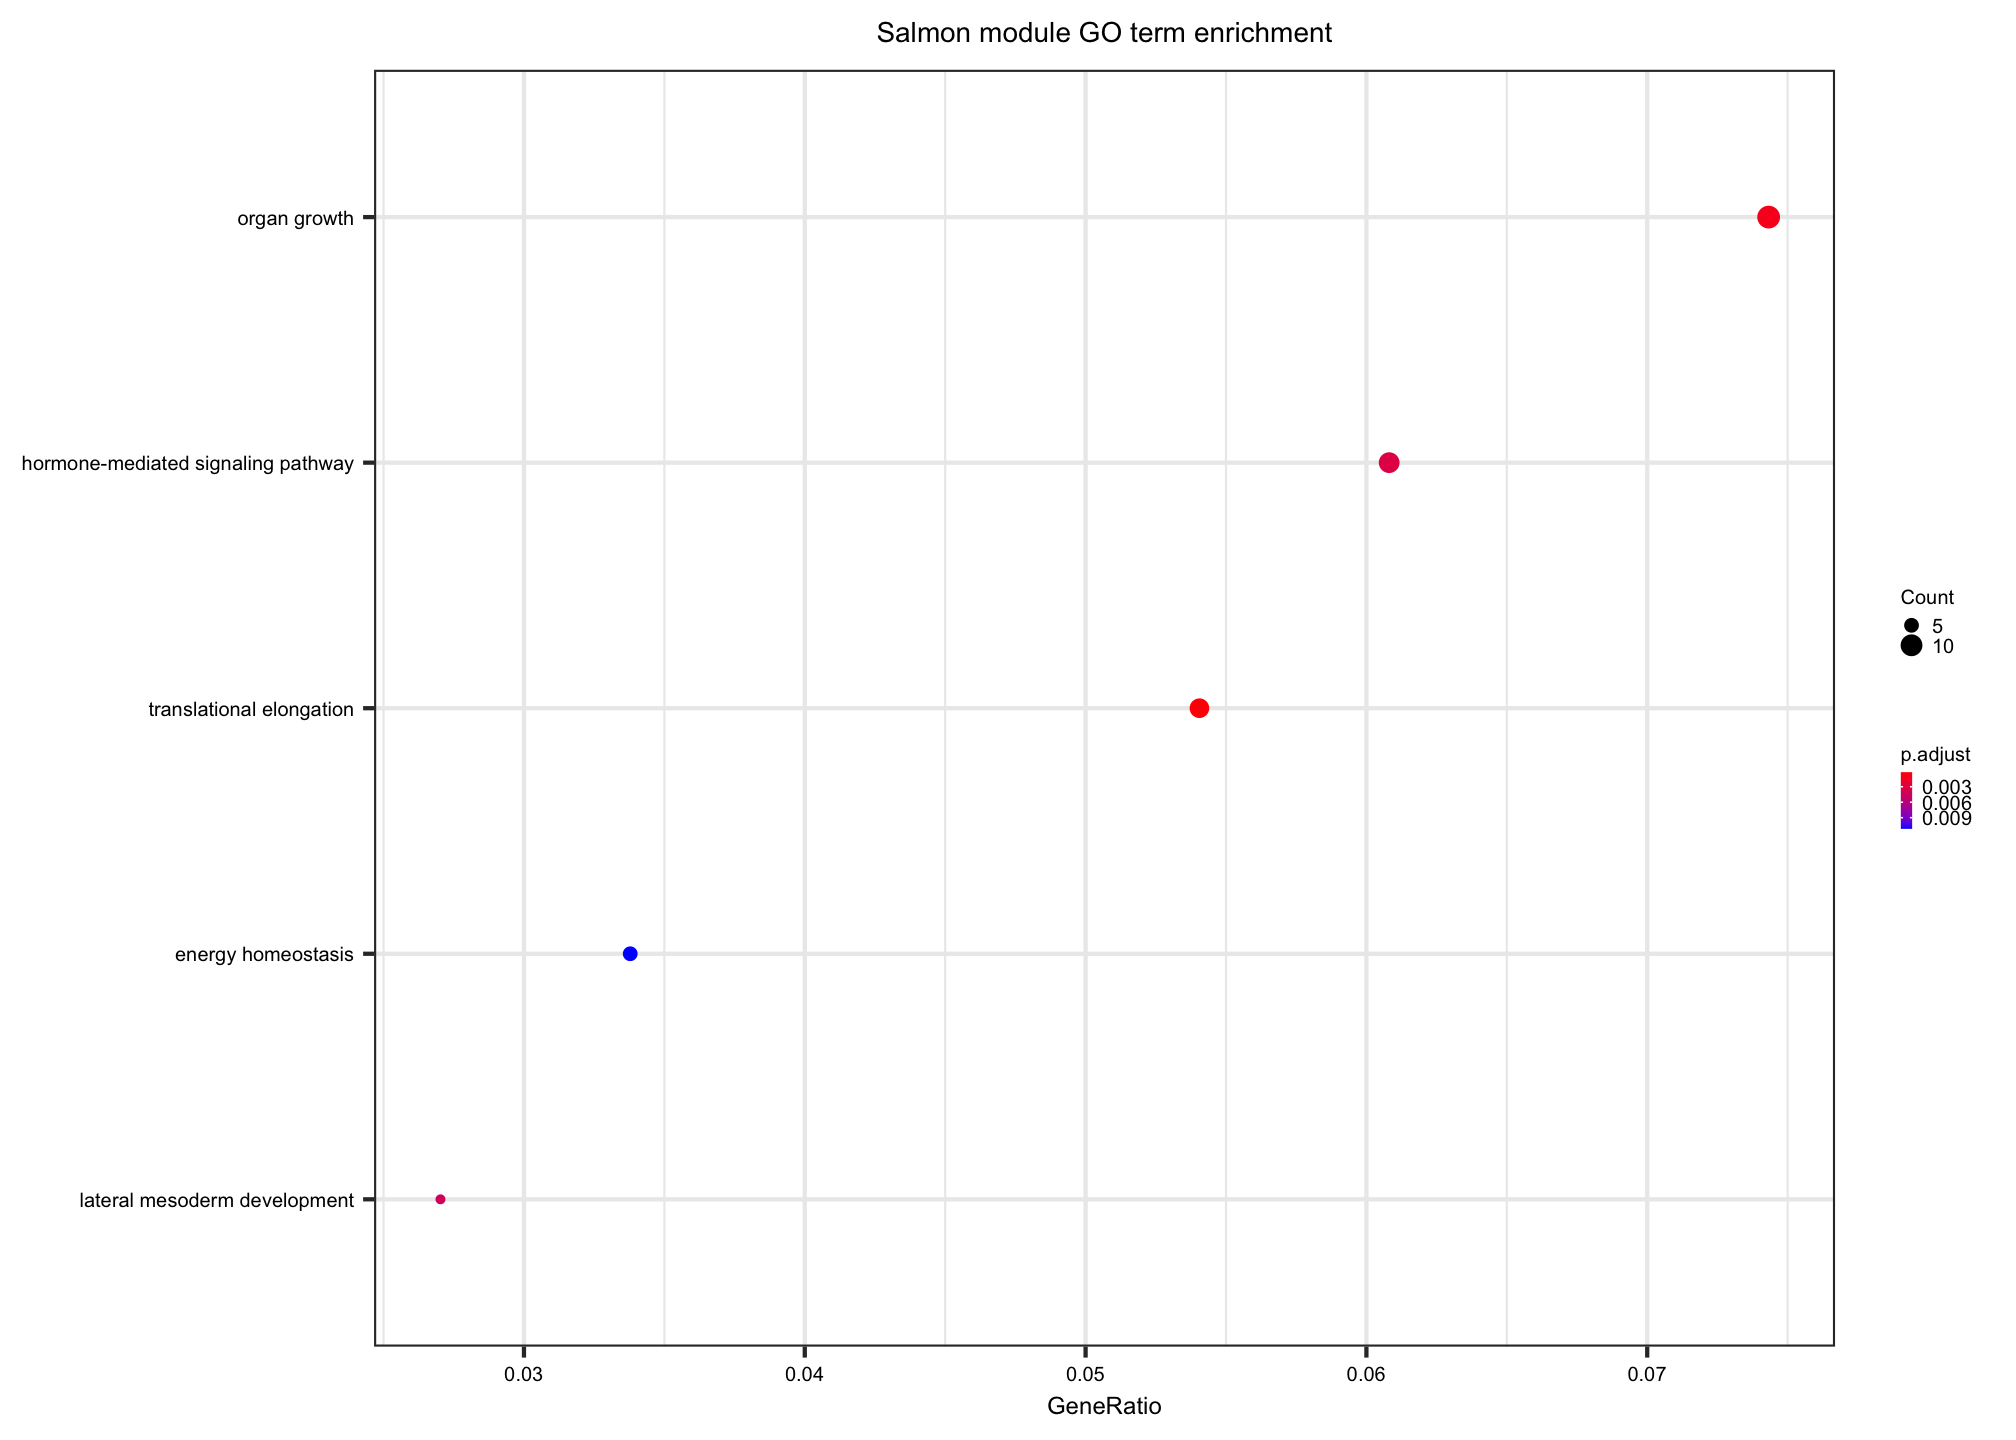 Salmon module GO term enrichment
organ growth
hormone-mediated signaling pathway
translational elongation
energy homeostasis
lateral mesoderm development
0.03 0.04 0.05 0.06 0.07
GeneRatio
Count
5
10
p.adjust
0.003
0.006
0.009